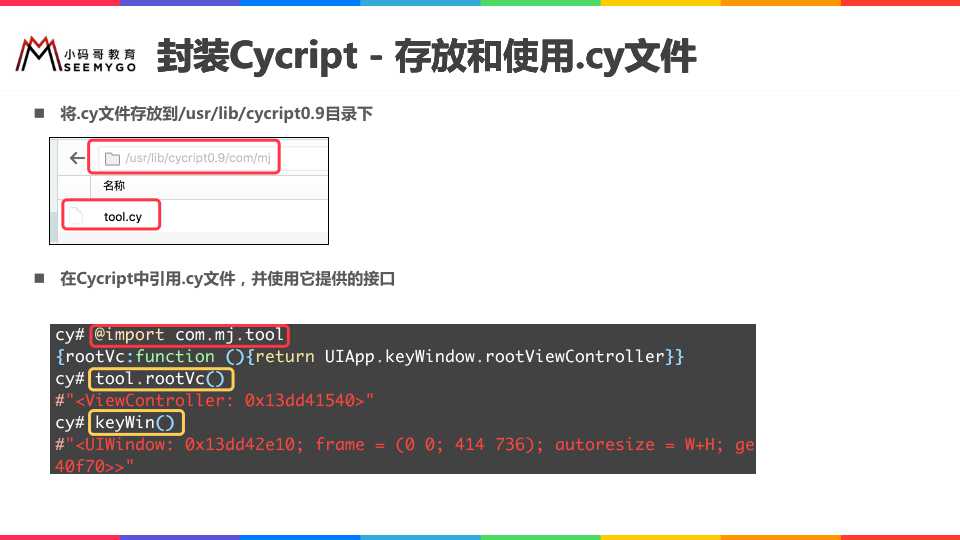 小码哥教育
SEEMYGO
封装Cycript - 存放和使用.cy文件
将.cy文件存放到/usr/lib/cycript0.9目录下
/usr/lib/cycript0.9/com/mj
名称
tool.cy
在Cycript中引用.cy文件，并使用它提供的接口
cy# @import com.mj.tool
{rootVc:function (){return UIApp.keyWindow.rootViewController}}
cy# tool.rootVc()
#"<ViewController: 0x13dd41540>"
cy# keyWin()
#"<UIWindow: 0x13dd42e10; frame = (0 0; 414 736); autoresize = W+H; ge
40f70>>"